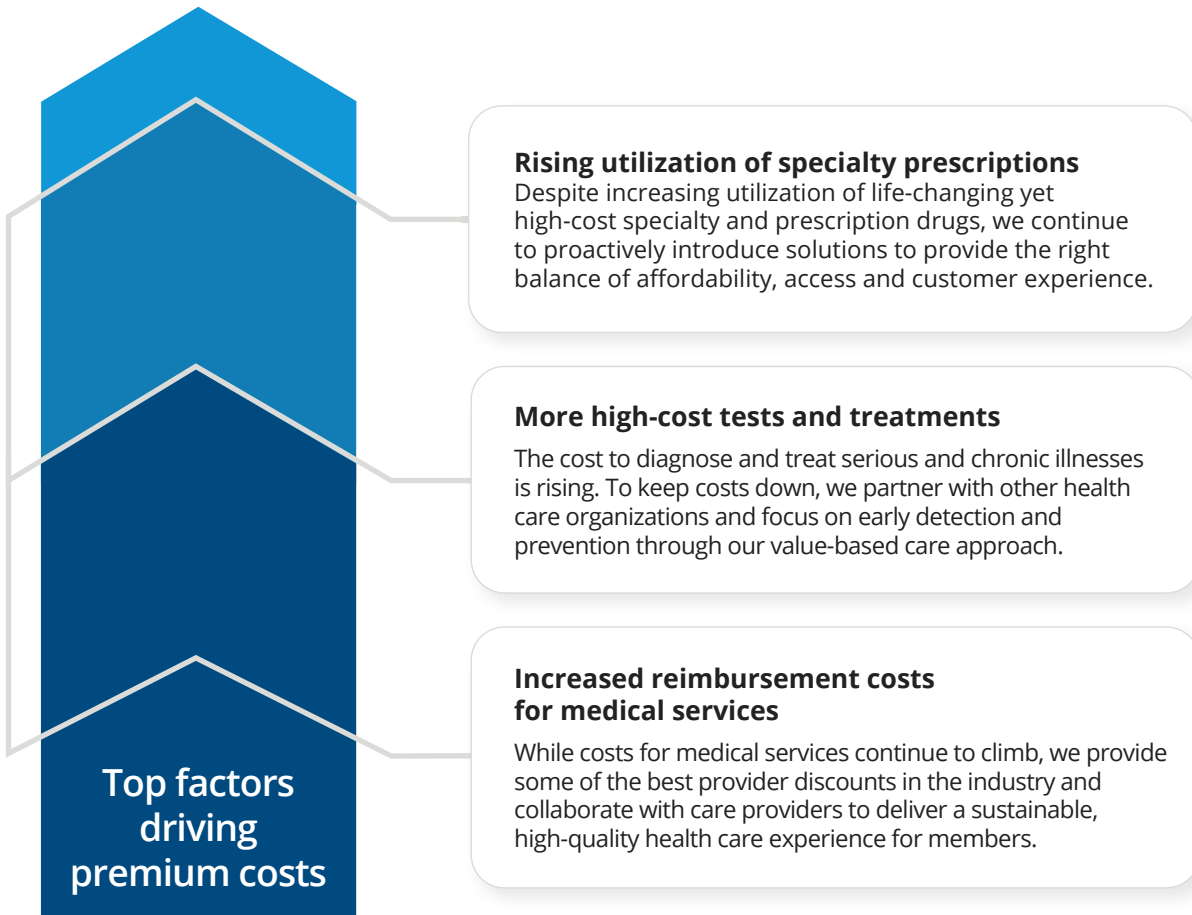 Rising utilization of specialty prescriptions
Despite increasing utilization of life-changing yet
high-cost specialty and prescription drugs, we continue
to proactively introduce solutions to provide the right
balance of affordability, access and customer experience.
More high-cost tests and treatments
The cost to diagnose and treat serious and chronic illnesses
is rising. To keep costs down, we partner with other health
care organizations and focus on early detection and
prevention through our value-based care approach.
Increased reimbursement costs
for medical services
While costs for medical services continue to climb, we provide
some of the best provider discounts in the industry and
collaborate with care providers to deliver a sustainable,
high-quality health care experience for members.
Top factors
driving
premium costs